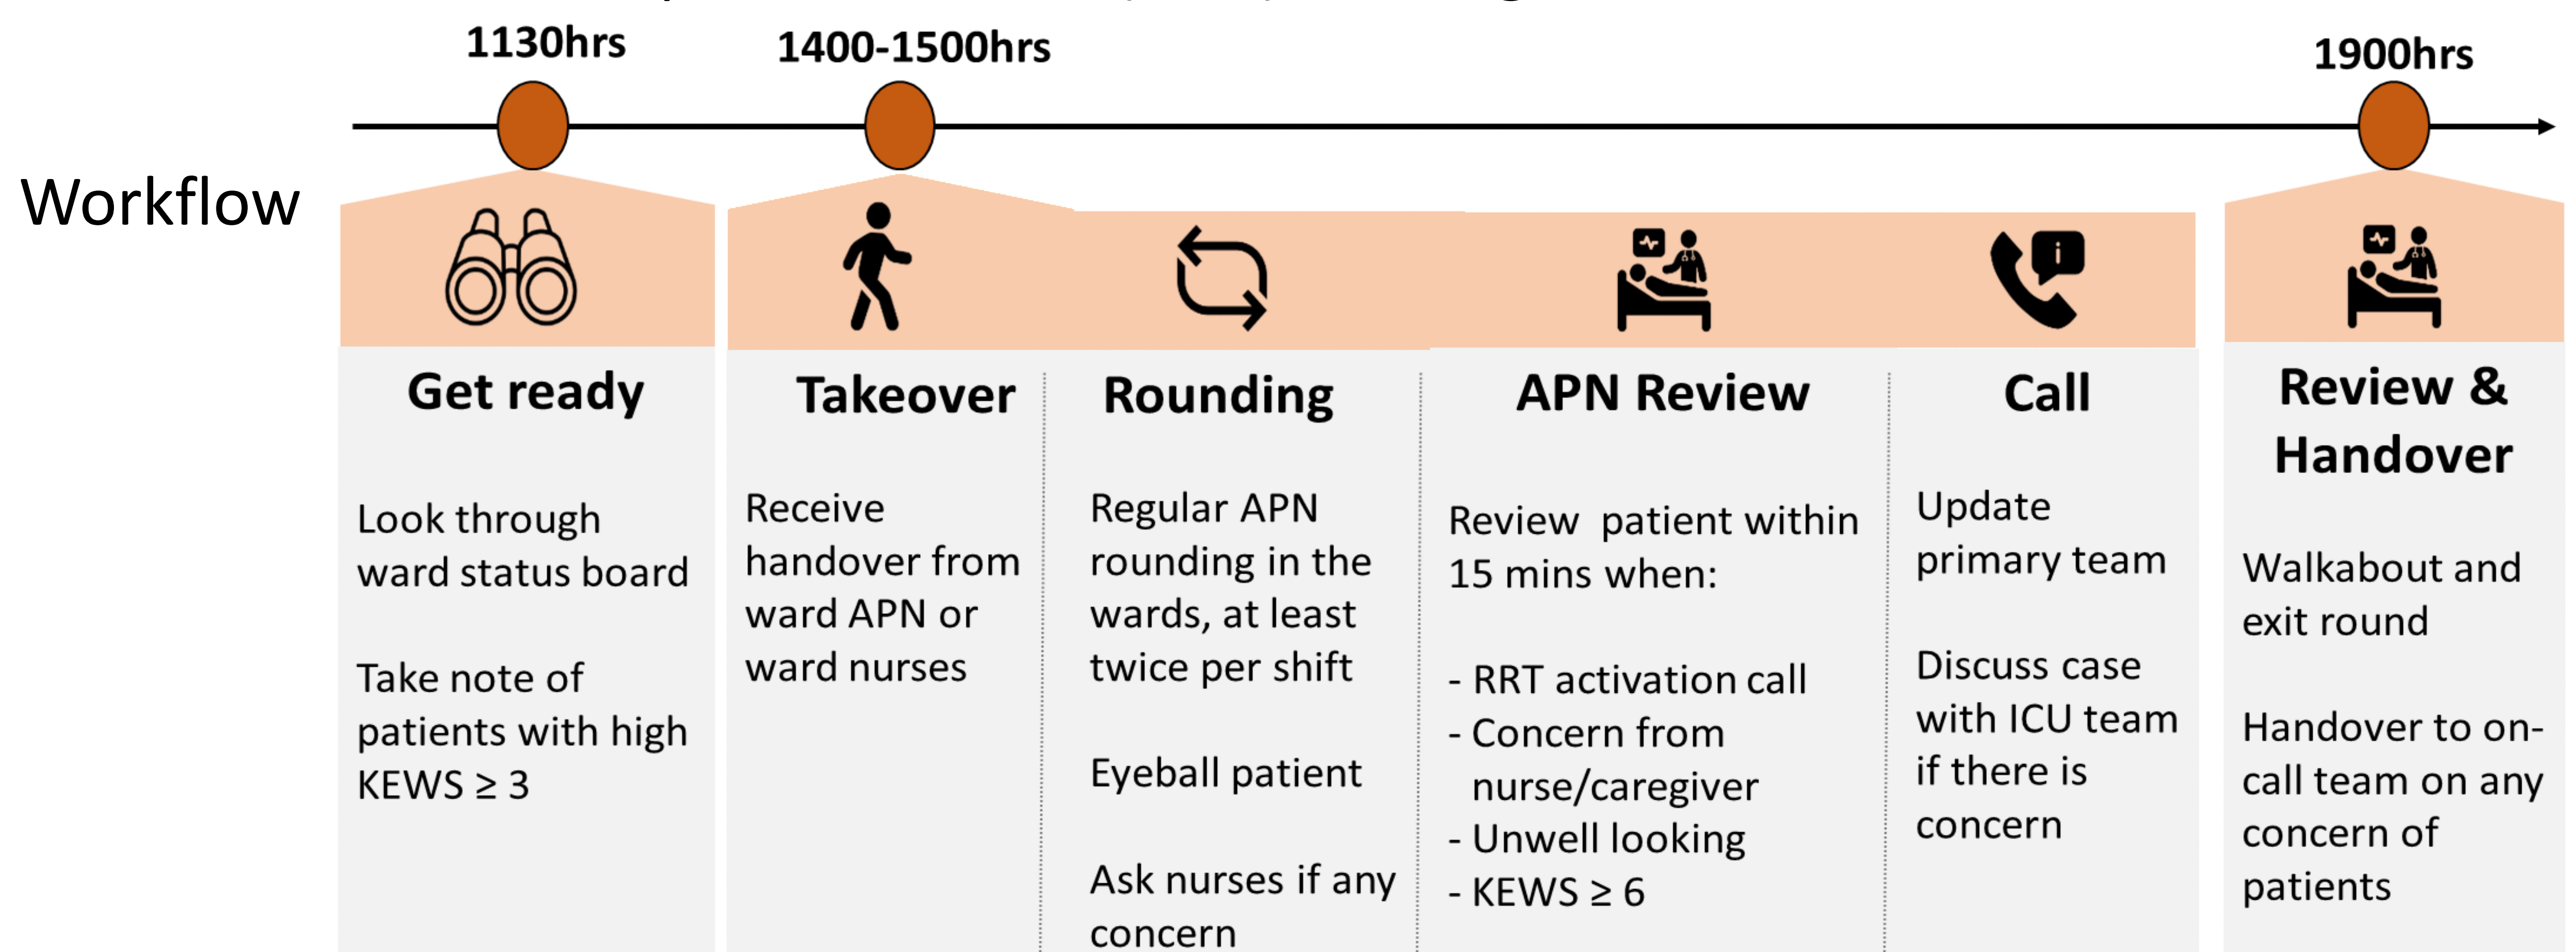 1130hrs
1400-1500hrs
1900hrs
Workflow
i
Get ready
Look through
ward status board
Take note of
patients with high
KEWS ≥ 3
Takeover
Receive
handover from
ward APN or
ward nurses
Rounding
Regular APN
rounding in the
wards, at least
twice per shift
Eyeball patient
Ask nurses if any
concern
APN Review
Review patient within
15 mins when:
- RRT activation call
- Concern from
nurse/caregiver
- Unwell looking
- KEWS ≥ 6
Call
Update
primary team
Discuss case
with ICU team
if there is
concern
Review &
Handover
Walkabout and
exit round
Handover to on-
call team on any
concern of
patients